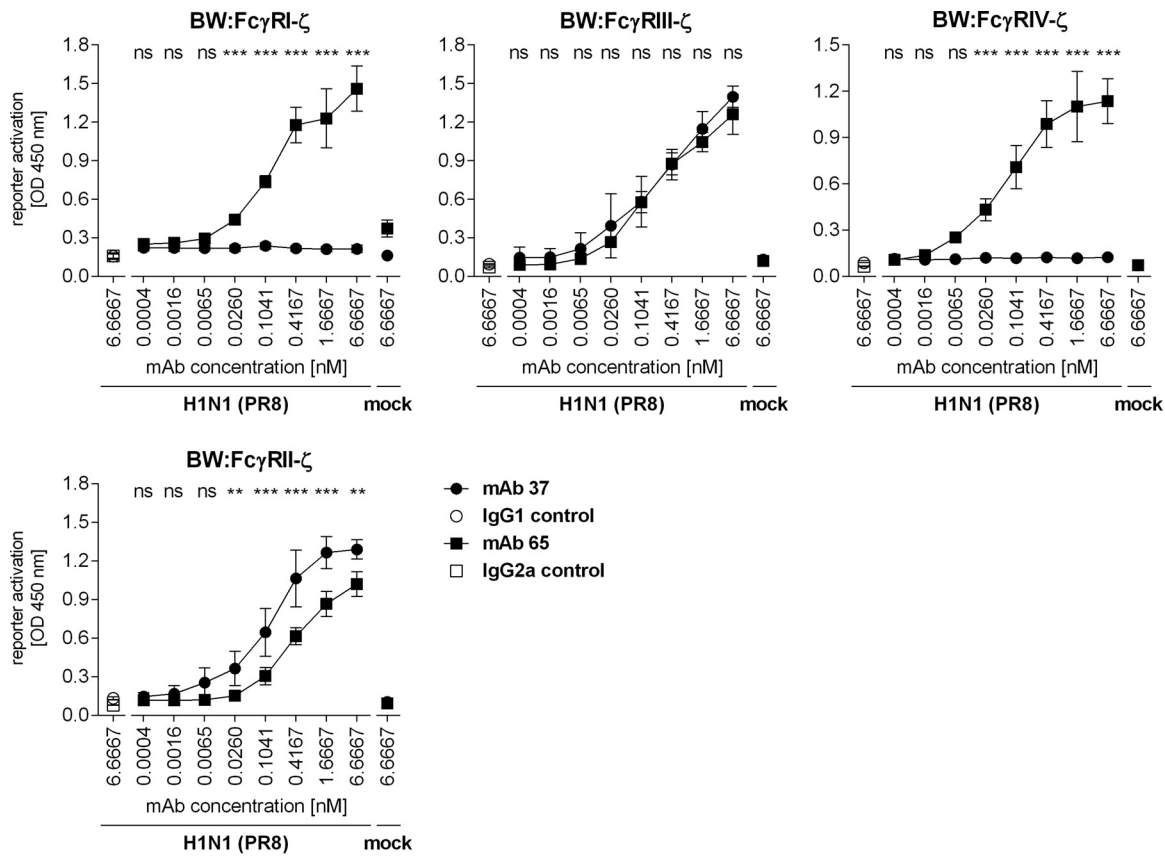 BW:FcγRI-ζ
reporter activation
[OD 450 nm]
1.8
1.5
1.2
0.9
0.6
0.3
0.0
ns ns ns *** *** *** *** ***
6.6667 0.0004 0.0016 0.0065 0.0260 0.1041 0.4167 1.6667 6.6667 6.6667
mAb concentration [nM]
H1N1 (PR8) mock
BW:FcγRIII-ζ
1.8
1.5
1.2
0.9
0.6
0.3
0.0
ns ns ns ns ns ns ns ns
6.6667 0.0004 0.0016 0.0065 0.0260 0.1041 0.4167 1.6667 6.6667 6.6667
mAb concentration [nM]
H1N1 (PR8) mock
BW:FcγRIV-ζ
1.5
1.2
0.9
0.6
0.3
0.0
ns ns ns *** *** *** *** ***
6.6667 0.0004 0.0016 0.0065 0.0260 0.1041 0.4167 1.6667 6.6667 6.6667
mAb concentration [nM]
H1N1 (PR8) mock
BW:FcγRII-ζ
reporter activation
[OD 450 nm]
1.8
1.5
1.2
0.9
0.6
0.3
0.0
ns ns ns ** *** *** *** **
6.6667 0.0004 0.0016 0.0065 0.0260 0.1041 0.4167 1.6667 6.6667 6.6667
mAb concentration [nM]
H1N1 (PR8) mock
mAb 37
IgG1 control
mAb 65
IgG2a control